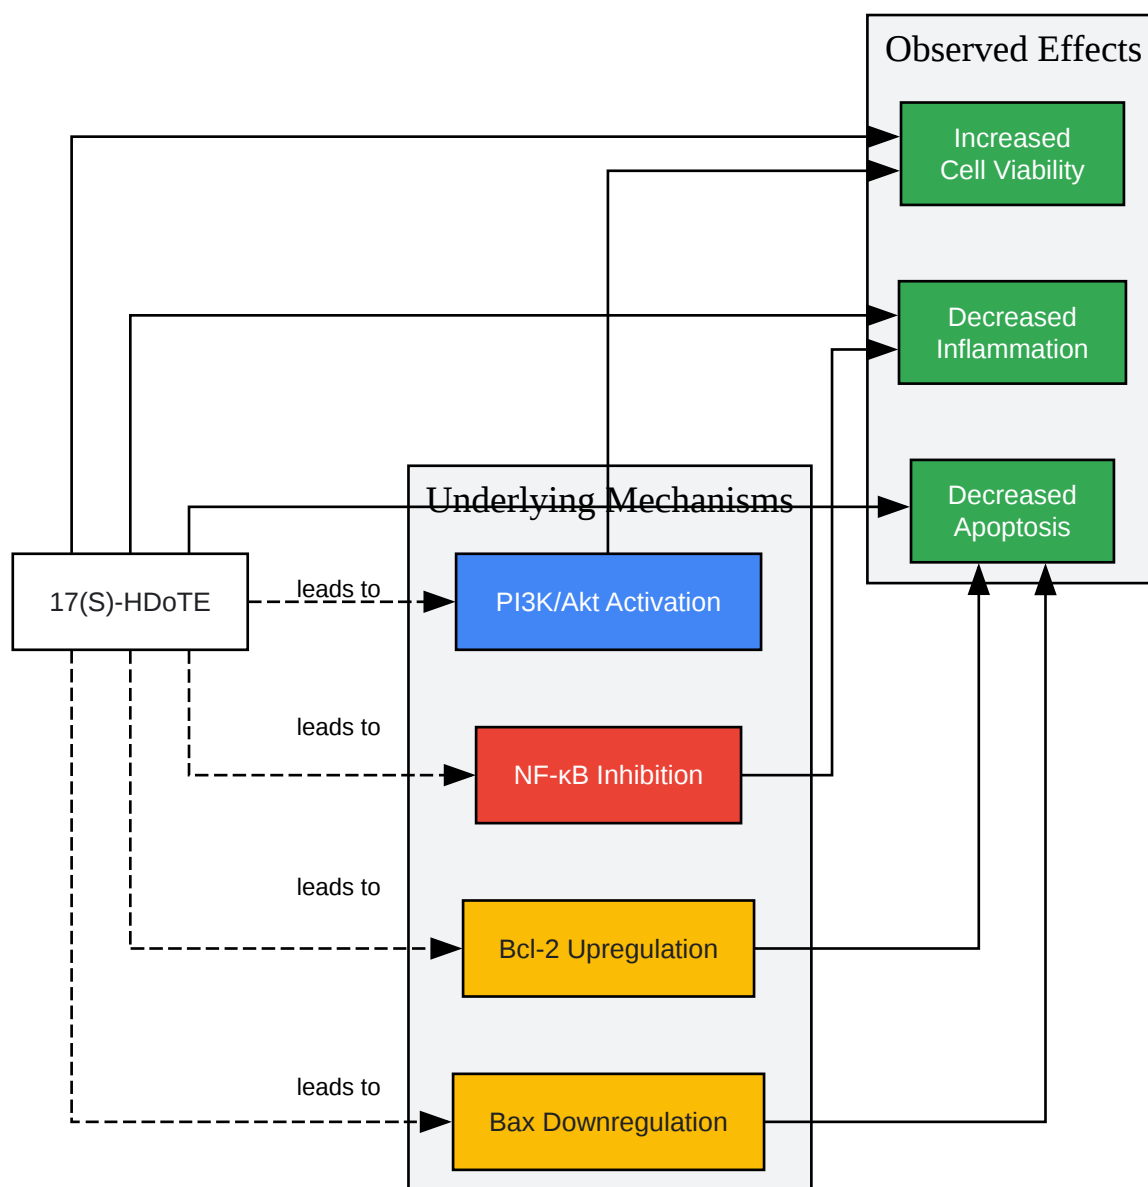 Observed Effects
Increased
Cell Viability
Decreased
Inflammation
Decreased
Apoptosis
Underlying Mechanisms
17(S)-HDoTE
leads to
PI3K/Akt Activation
leads to
NF-κB Inhibition
leads to
Bcl-2 Upregulation
leads to
Bax Downregulation